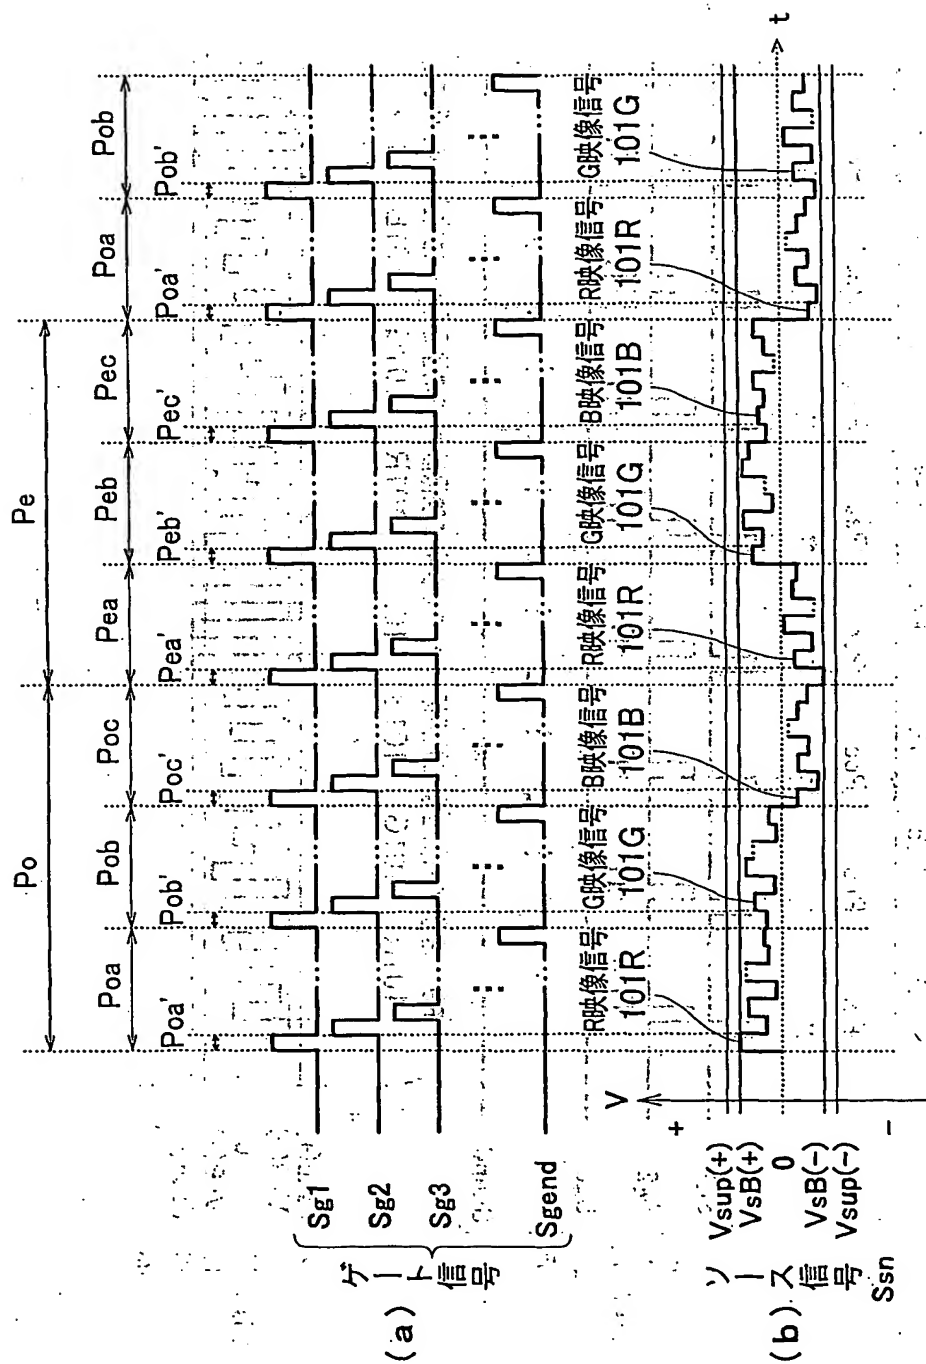 Po
Pe
Poa
Pob
Poc
Pea
Peb
Pec
Poa
Pob
Poa'
Pob'
Poc'
Pea'
Peb'
Pec'
Poa'
Pob'
(a)
ゲート信号
Sg1
Sg2
Sg3
Sgend
R映像信号
101R
G映像信号
101G
B映像信号
101B
R映像信号
101R
G映像信号
101G
B映像信号
101B
R映像信号
101R
G映像信号
101G
(b)
ソース信号
Ssn
V
+
Vsup(+)
VsB(+)
0
VsB(-)
Vsup(-)
-
t